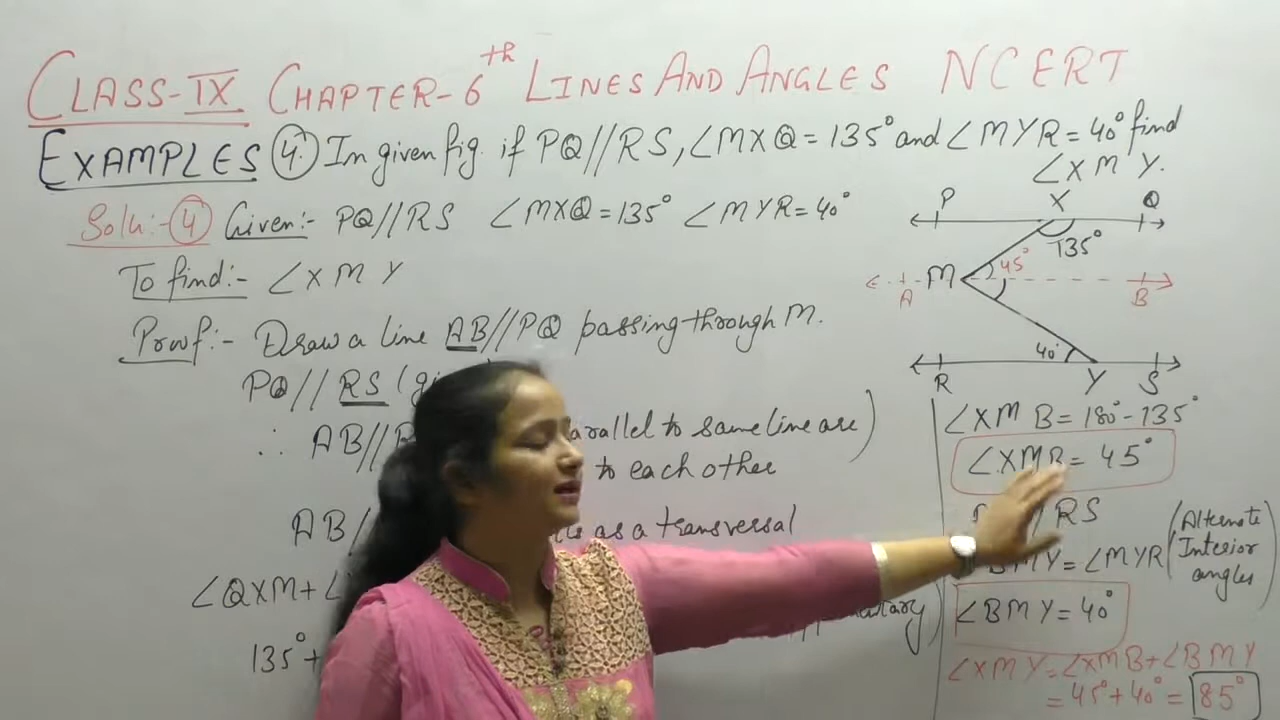 CLASS-IX CHAPTER-6th LINES AND ANGLES NCERT
EXAMPLES 4. In given fig. if PQ//RS, ∠MXQ = 135° and ∠MYR = 40° find
∠XMY.
Soln:- 4 Given:- PQ//RS ∠MXQ = 135° ∠MYR = 40°
To find:- ∠XMY
Proof:- Draw a line AB//PQ passing through M.
PQ//RS
∴ AB// parallel to same line are)
to each other
AB/ as a transversal
∠QXM+∠
135°+
P X Q
135°
45°
M
A B
40°
R Y S
∠XMB = 180°-135°
∠XMB = 45°
/RS (Alternate
BMY = ∠MYR Interior
angles)
∠BMY = 40°
∠XMY = ∠XMB+∠BMY
= 45°+40° = 85°